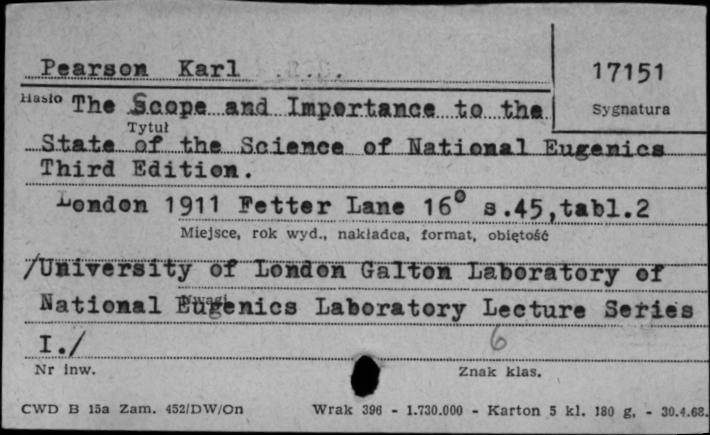 Pearson Karl
17151
Hasło The Scope and Importance to the
Sygnatura
Tytuł
State of the Science of National Eugenics
Third Edition.
London 1911 Fetter Lane 16° s.45,tabl.2
Miejsce, rok wyd., nakładca, format, objętość
/University of London Galton Laboratory of
Uwagi
National Eugenics Laboratory Lecture Series
I./
6
Nr inw.
Znak klas.
CWD B 15a Zam. 452/DW/On Wrak 396 - 1.730.000 - Karton 5 kl. 180 g. - 30.4.68.